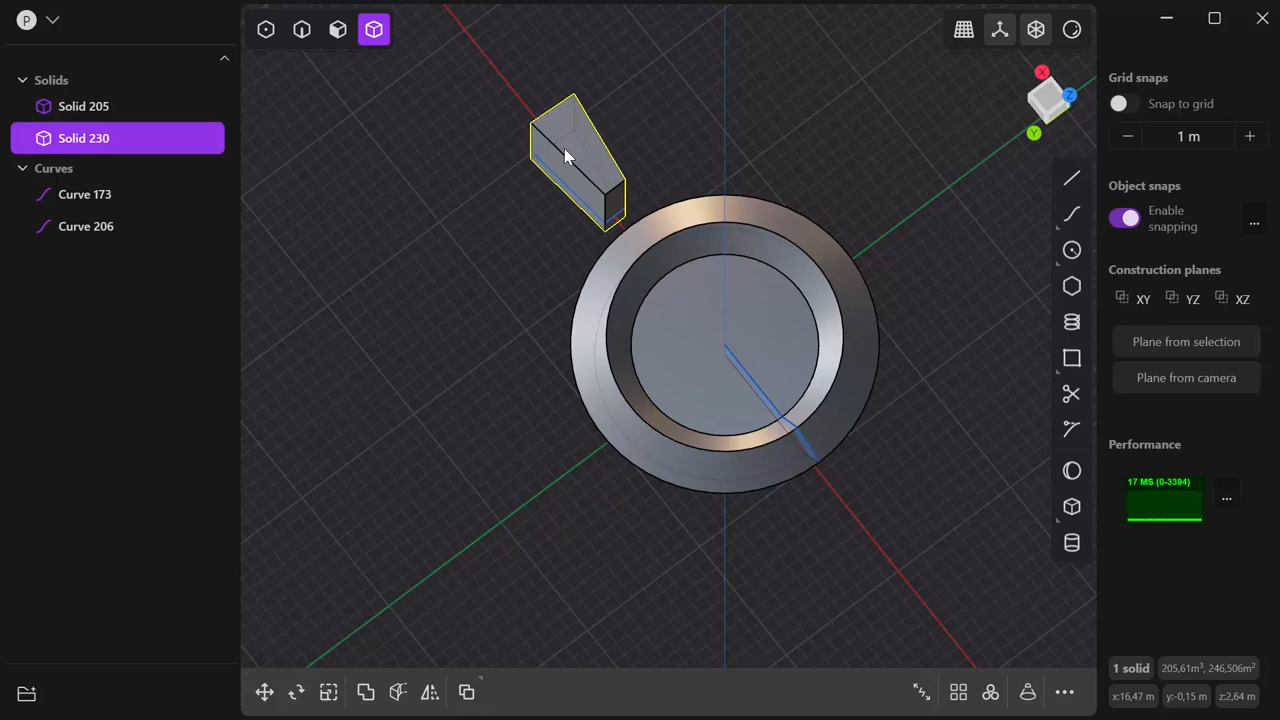 P
Solids
Solid 205
Solid 230
Curves
Curve 173
Curve 206
X
Z
Y
Grid snaps
Snap to grid
1 m
Object snaps
Enable
snapping
...
Construction planes
XY YZ XZ
Plane from selection
Plane from camera
Performance
17 MS (0-3394)
...
1 solid 205,61m³, 246,506m²
x:16,47 m y:-0,15 m z:2,64 m